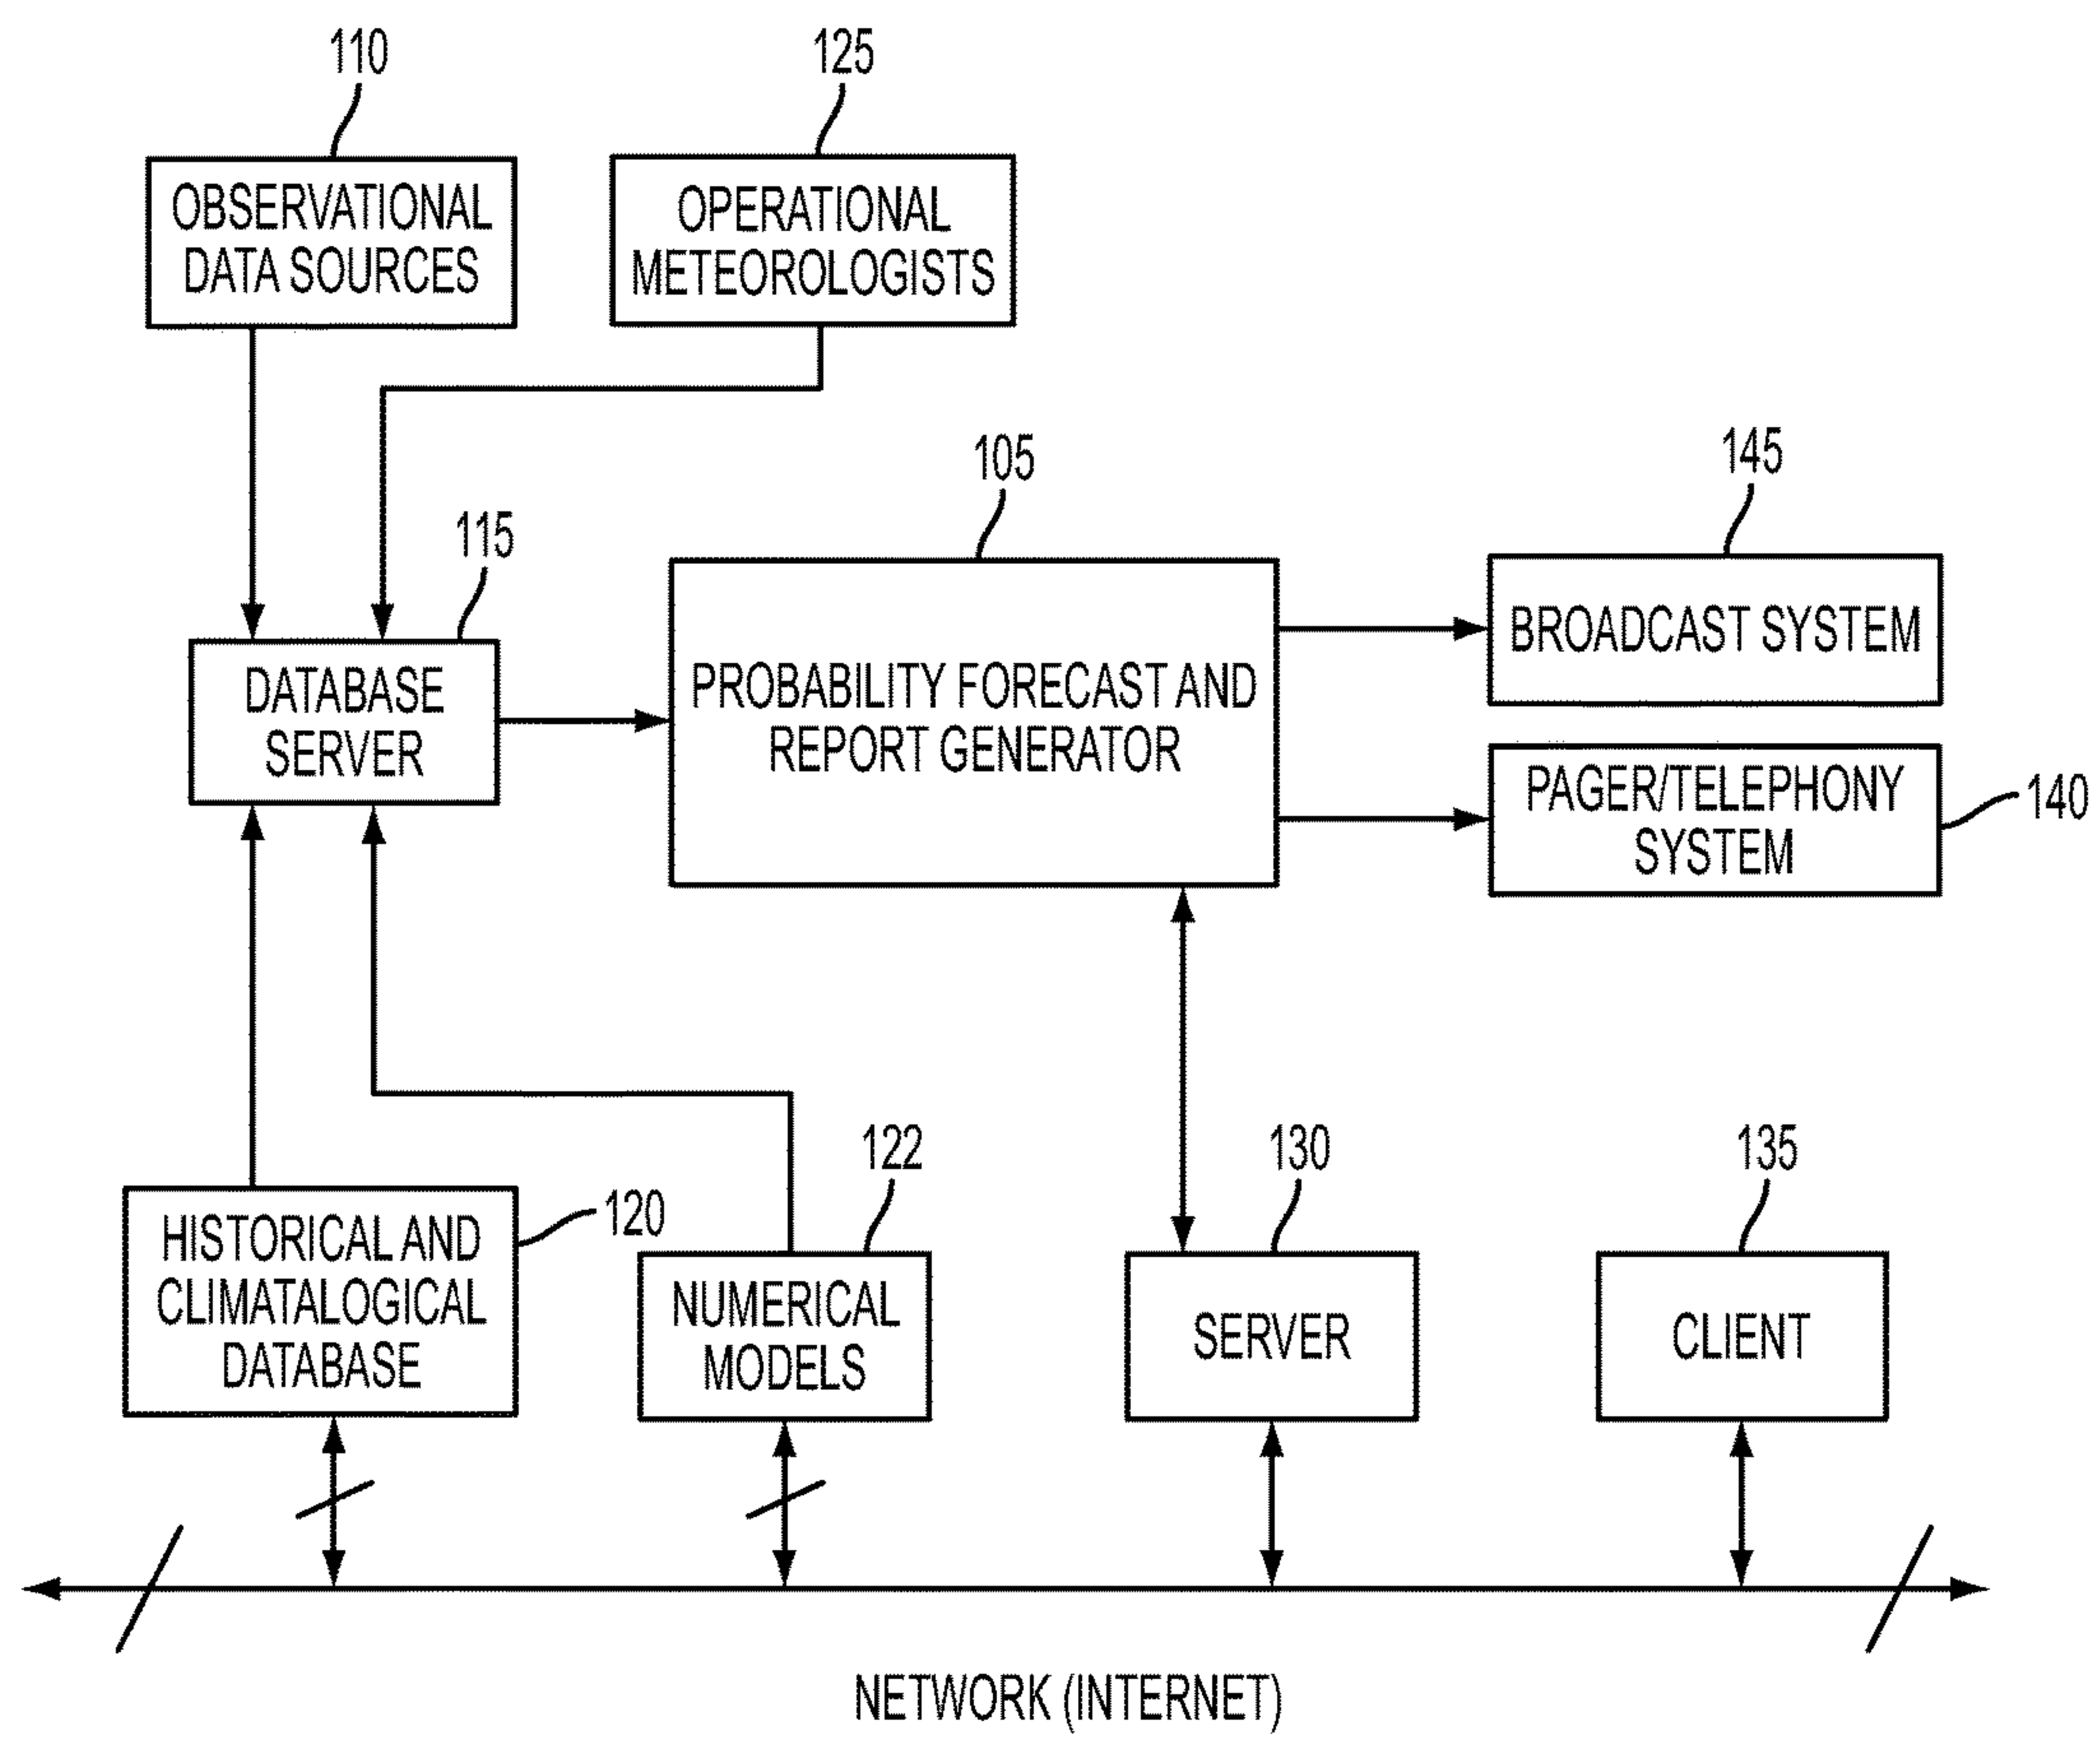 110
125
OBSERVATIONAL
DATA SOURCES
OPERATIONAL
METEOROLOGISTS
105
145
115
DATABASE
SERVER
PROBABILITY FORECAST AND
REPORT GENERATOR
BROADCAST SYSTEM
PAGER/TELEPHONY
SYSTEM
140
122
130
135
120
HISTORICAL AND
CLIMATALOGICAL
DATABASE
NUMERICAL
MODELS
SERVER
CLIENT
NETWORK (INTERNET)